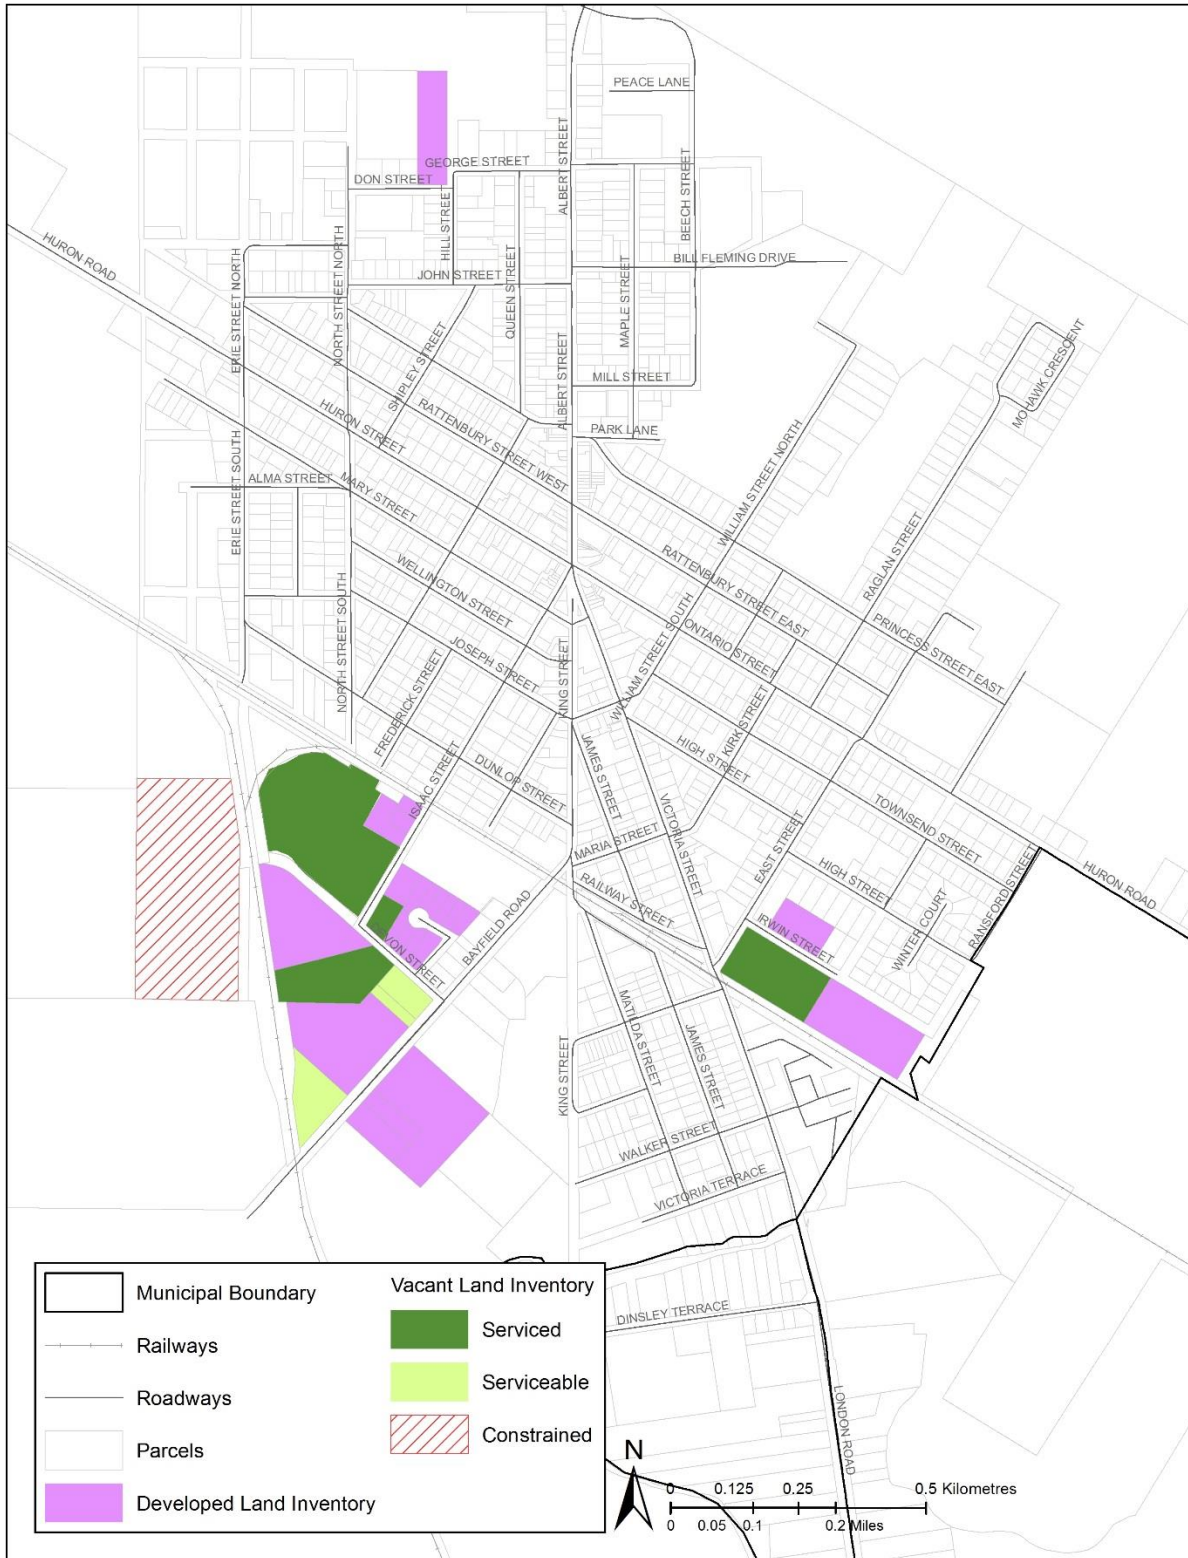 PEACE LANE
ALBERT STREET
GEORGE STREET
DON STREET
HILL STREET
BEECH STREET
HURON ROAD
BILL FLEMING DRIVE
JOHN STREET
ERIE STREET NORTH
NORTH STREET NORTH
QUEEN STREET
MAPLE STREET
SHIPLEY STREET
ALBERT STREET
MILL STREET
MOHAWK CRESCENT
HURON STREET
RATTENBURY STREET WEST
PARK LANE
WILLIAM STREET NORTH
ERIE STREET SOUTH
ALMA STREET
MARY STREET
RAGLAN STREET
WELLINGTON STREET
RATTENBURY STREET EAST
NORTH STREET SOUTH
JOSEPH STREET
KING STREET
WILLIAM STREET SOUTH
ONTARIO STREET
PRINCESS STREET EAST
FREDERICK STREET
KIRK STREET
HIGH STREET
ISAAC STREET
DUNLOP STREET
JAMES STREET
VICTORIA STREET
TOWNSEND STREET
MARIA STREET
EAST STREET
HIGH STREET
HURON ROAD
RAILWAY STREET
RANSFORD STREET
WINTER COURT
IRWIN STREET
BAYFIELD ROAD
STREET
MATILDA STREET
JAMES STREET
KING STREET
WALKER STREET
VICTORIA TERRACE
DINSLEY TERRACE
LONDON ROAD
Municipal Boundary
Railways
Roadways
Parcels
Developed Land Inventory
Vacant Land Inventory
Serviced
Serviceable
Constrained
N
0 0.125 0.25 0.5 Kilometres
0 0.05 0.1 0.2 Miles